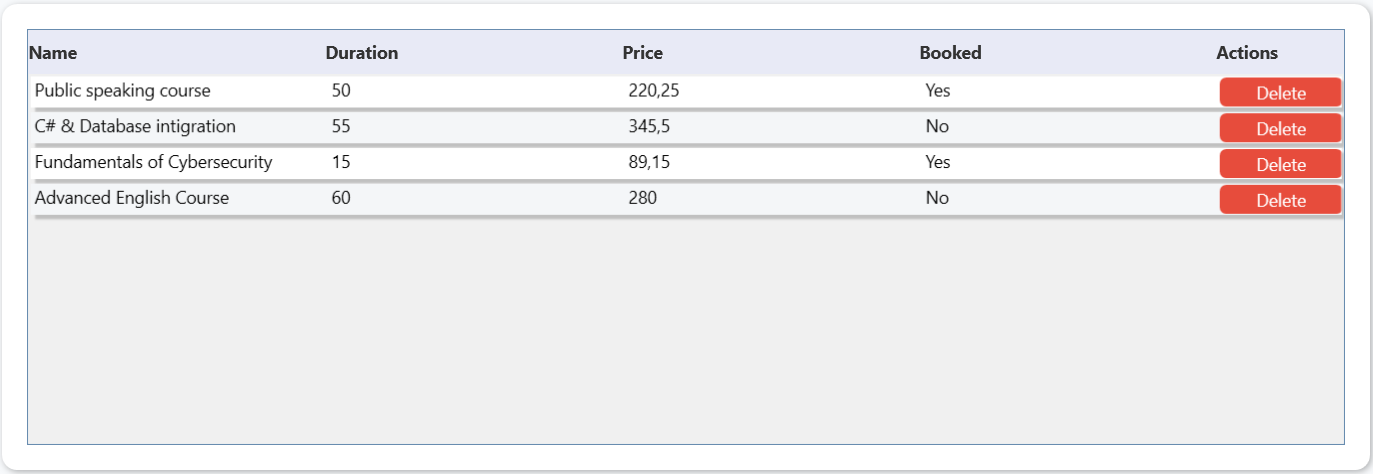 Name Duration Price Booked Actions
Public speaking course 50 220,25 Yes Delete
C# & Database intigration 55 345,5 No Delete
Fundamentals of Cybersecurity 15 89,15 Yes Delete
Advanced English Course 60 280 No Delete